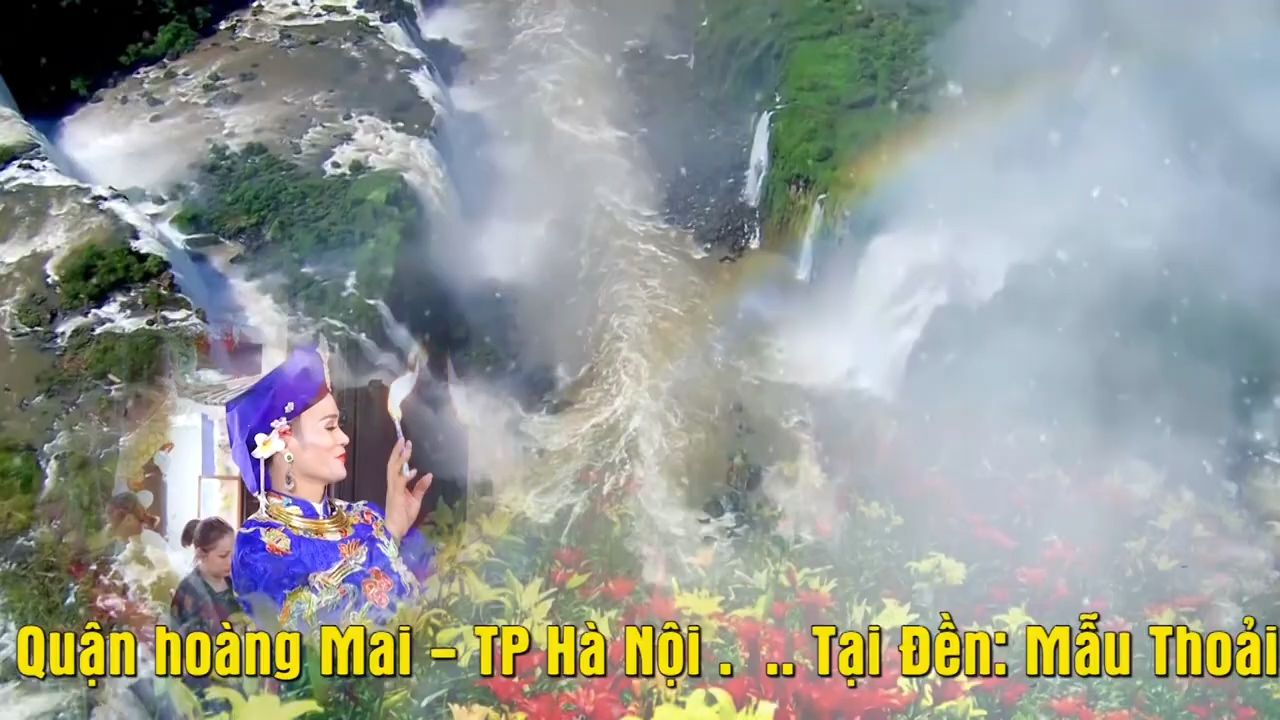 Quận hoàng Mai - TP Hà Nội . .. Tại Đền: Mẫu Thoải